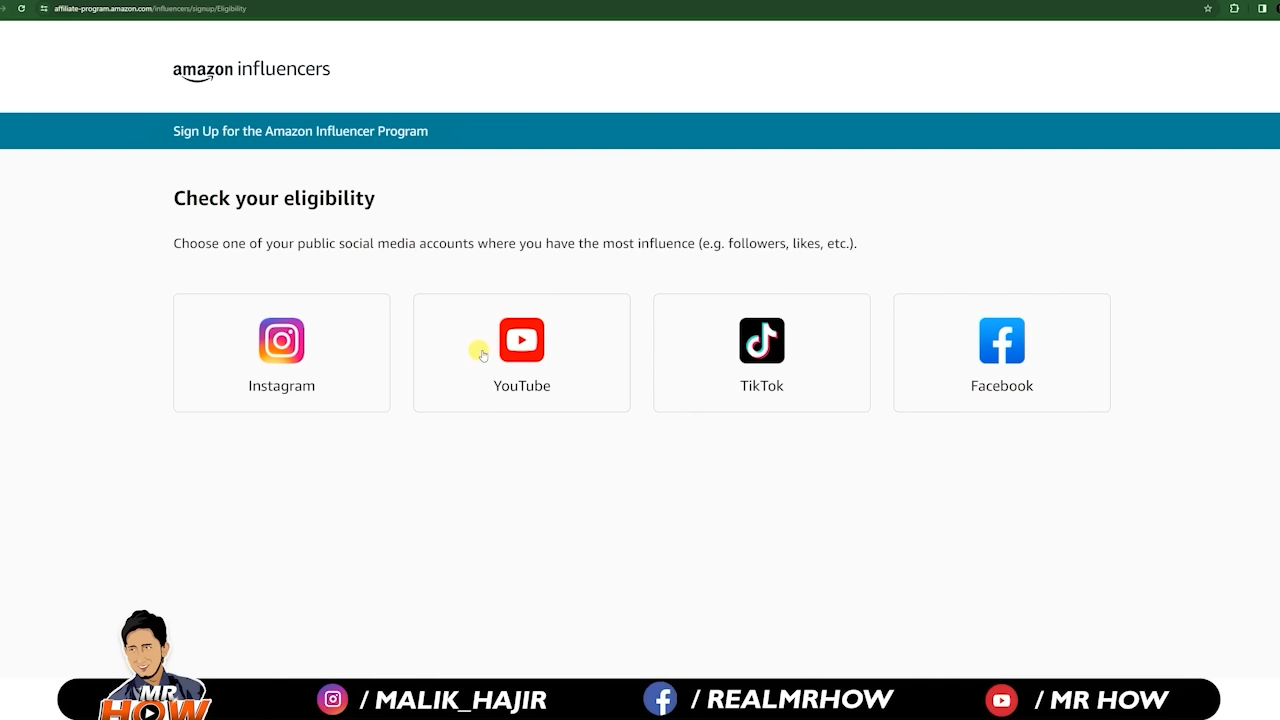 affiliate-program.amazon.com/influencers/signup/Eligibility
amazon influencers
Sign Up for the Amazon Influencer Program
Check your eligibility
Choose one of your public social media accounts where you have the most influence (e.g. followers, likes, etc.).
Instagram YouTube TikTok Facebook
MR
HOW
/ MALIK_HAJIR / REALMRHOW / MR HOW